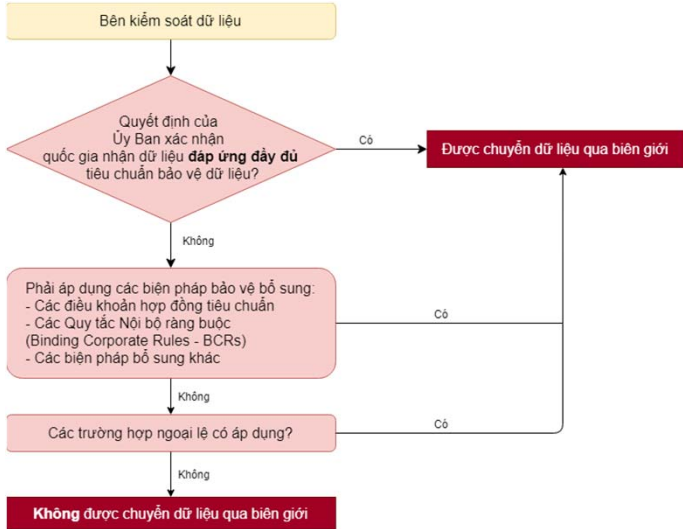 Bên kiểm soát dữ liệu
Quyết định của
Ủy Ban xác nhận
quốc gia nhận dữ liệu đáp ứng đầy đủ
tiêu chuẩn bảo vệ dữ liệu?
Có
Được chuyển dữ liệu qua biên giới
Không
Phải áp dụng các biện pháp bảo vệ bổ sung:
- Các điều khoản hợp đồng tiêu chuẩn
- Các Quy tắc Nội bộ ràng buộc
(Binding Corporate Rules - BCRs)
- Các biện pháp bổ sung khác
Có
Không
Các trường hợp ngoại lệ có áp dụng?
Có
Không
Không được chuyển dữ liệu qua biên giới